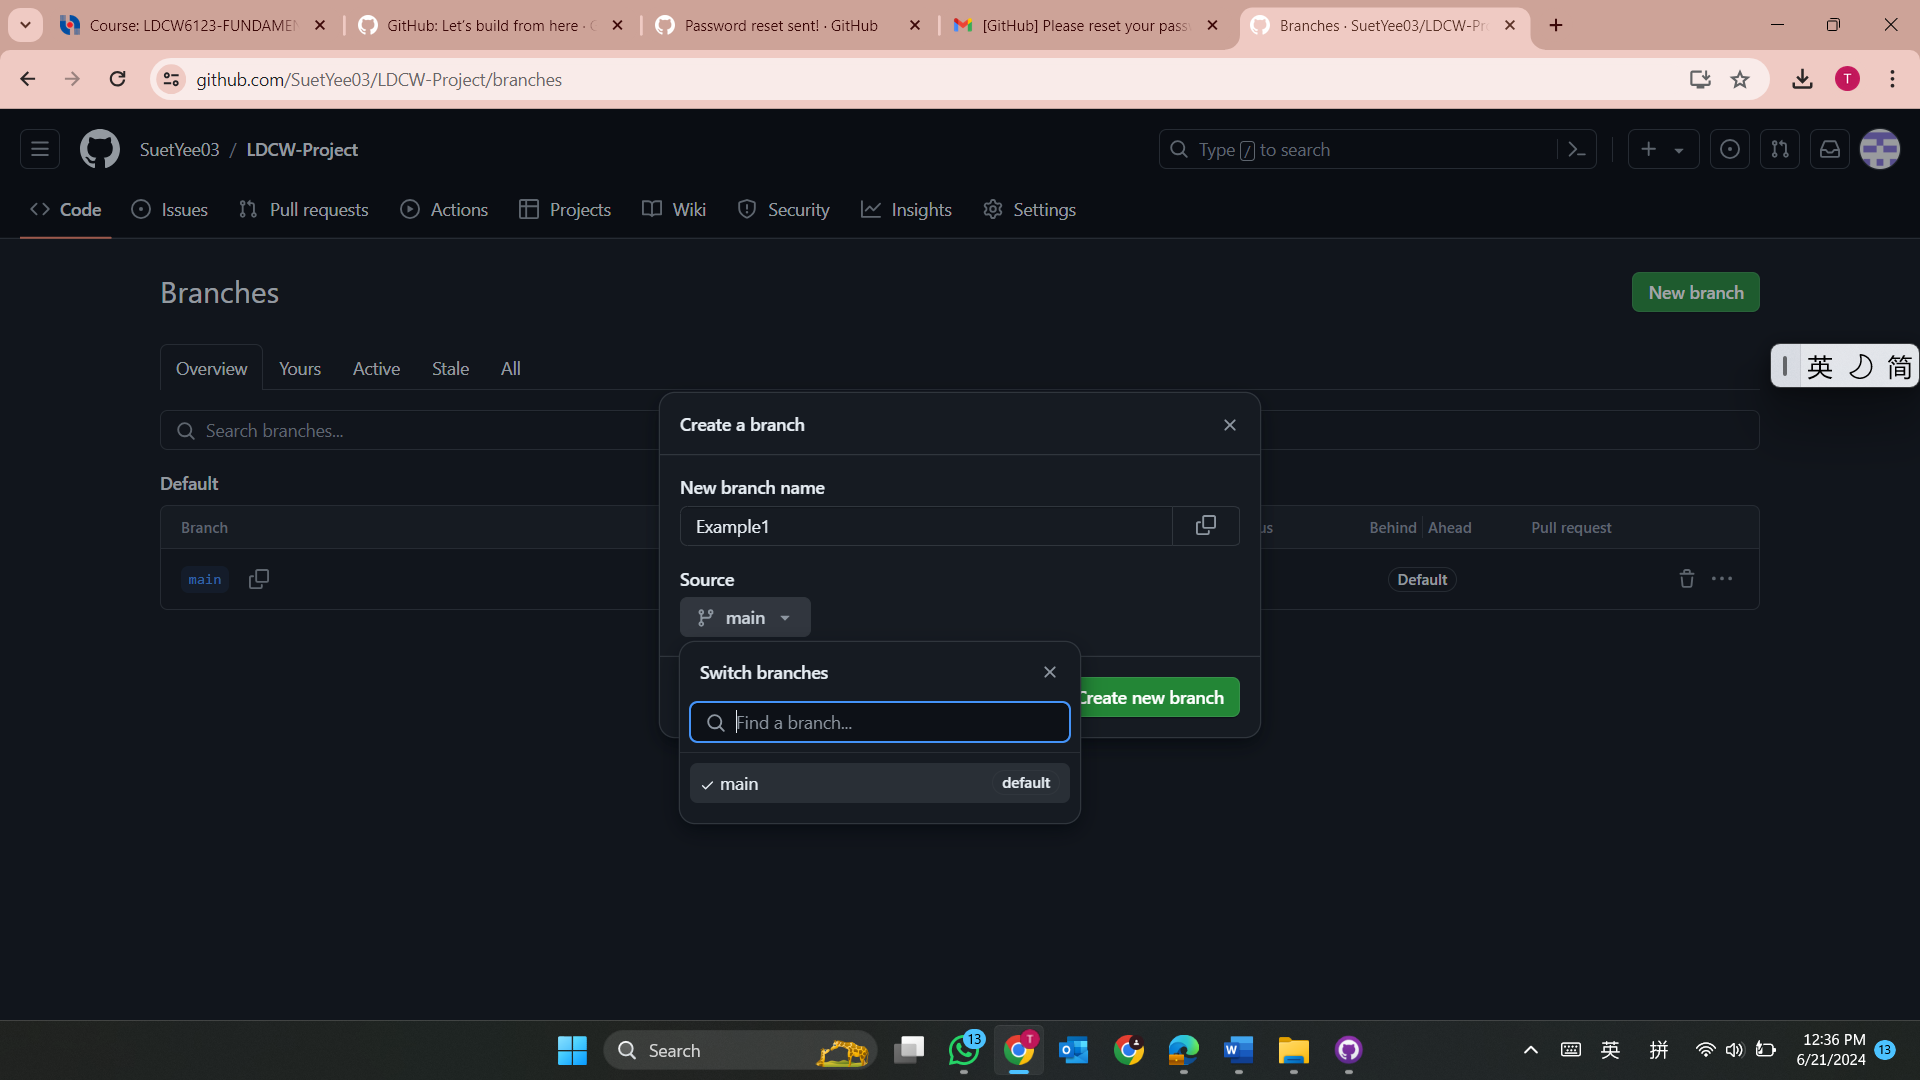 Course: LDCW6123-FUNDAMEN
GitHub: Let's build from here · G
Password reset sent! · GitHub
[GitHub] Please reset your pass
Branches · SuetYee03/LDCW-Pr
github.com/SuetYee03/LDCW-Project/branches
T
SuetYee03 / LDCW-Project
Type / to search
Code
Issues
Pull requests
Actions
Projects
Wiki
Security
Insights
Settings
Branches
New branch
Overview
Yours
Active
Stale
All
英
简
Search branches...
Create a branch
Default
New branch name
Branch
Example1
us
Behind
Ahead
Pull request
main
Source
Default
main
Switch branches
Create new branch
Find a branch...
main
default
Search
13
T
英
拼
12:36 PM
6/21/2024
13